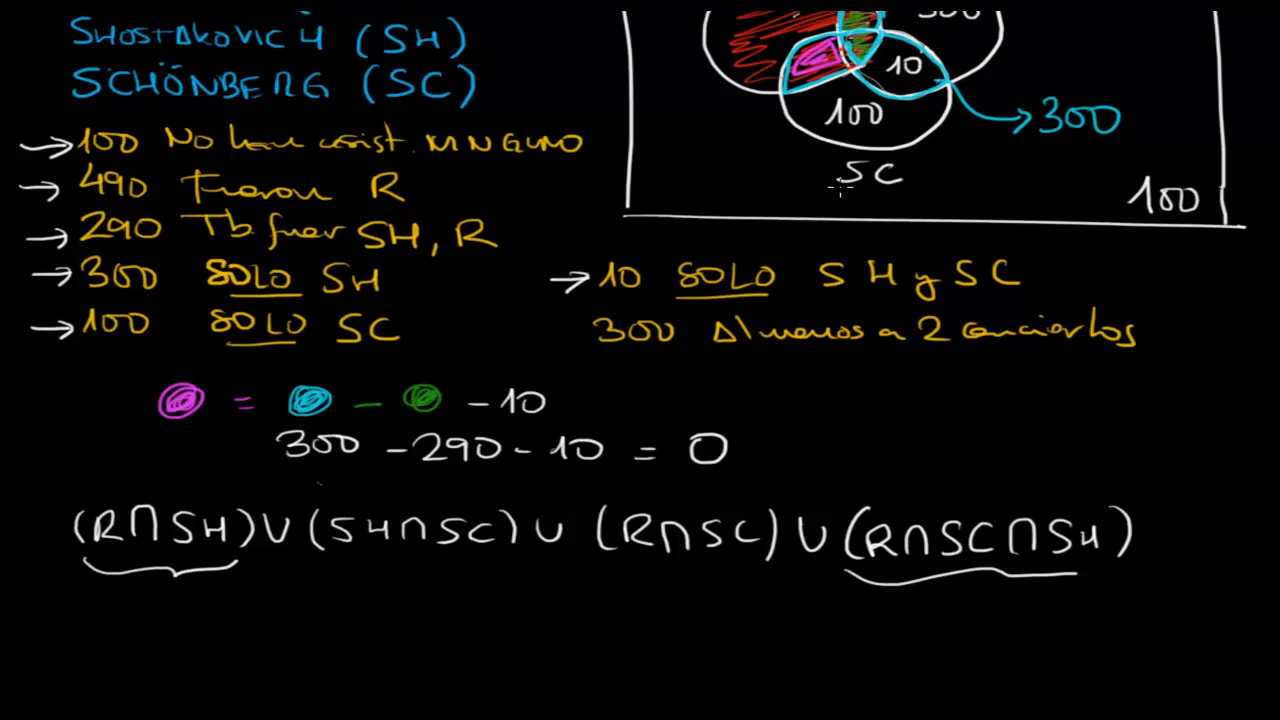 SHOSTAKOVICH (SH)
SCHÖNBERG (SC)
→100 No han asist. NINGUNO
→ 490 Fueron R
→ 290 Tb fuer SH, R
→ 300 SOLO SH
→ 100 SOLO SC
300
10
100
→300
SC
100
→ 10 SOLO SH y SC
300 Al menos a 2 conciertos
= - - 10
300 - 290 - 10 = 0
(R∩SH)∪(SH∩SC)∪(R∩SC)∪(R∩SC∩SH)